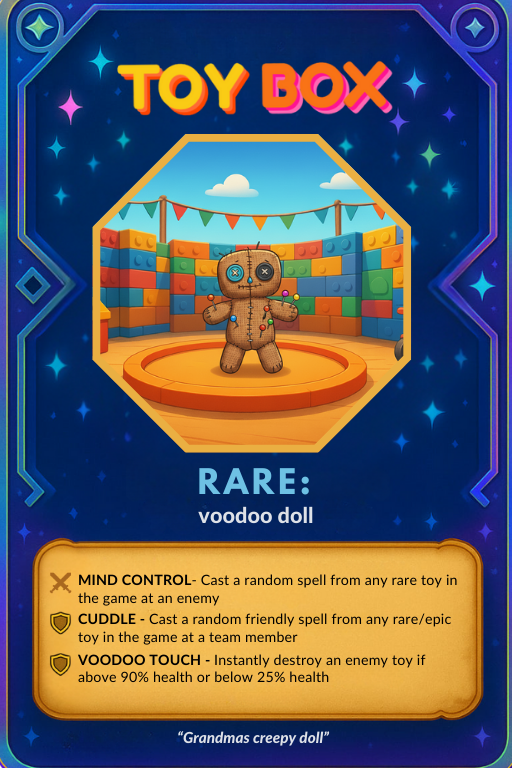 TOY BOX
RARE:
voodoo doll
MIND CONTROL- Cast a random spell from any rare toy in
the game at an enemy
CUDDLE - Cast a random friendly spell from any rare/epic
toy in the game at a team member
VOODOO TOUCH - Instantly destroy an enemy toy if
above 90% health or below 25% health
“Grandmas creepy doll”